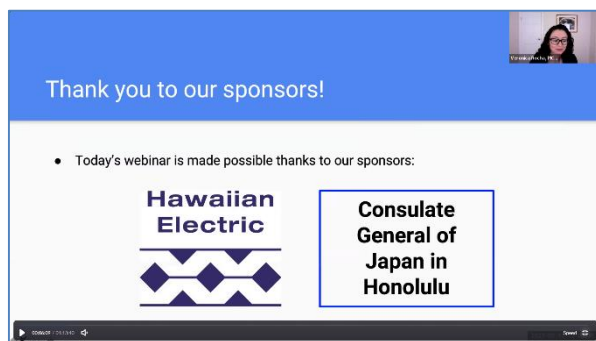 Thank you to our sponsors!
● Today's webinar is made possible thanks to our sponsors:
Hawaiian
Electric
Consulate
General of
Japan in
Honolulu
Speed